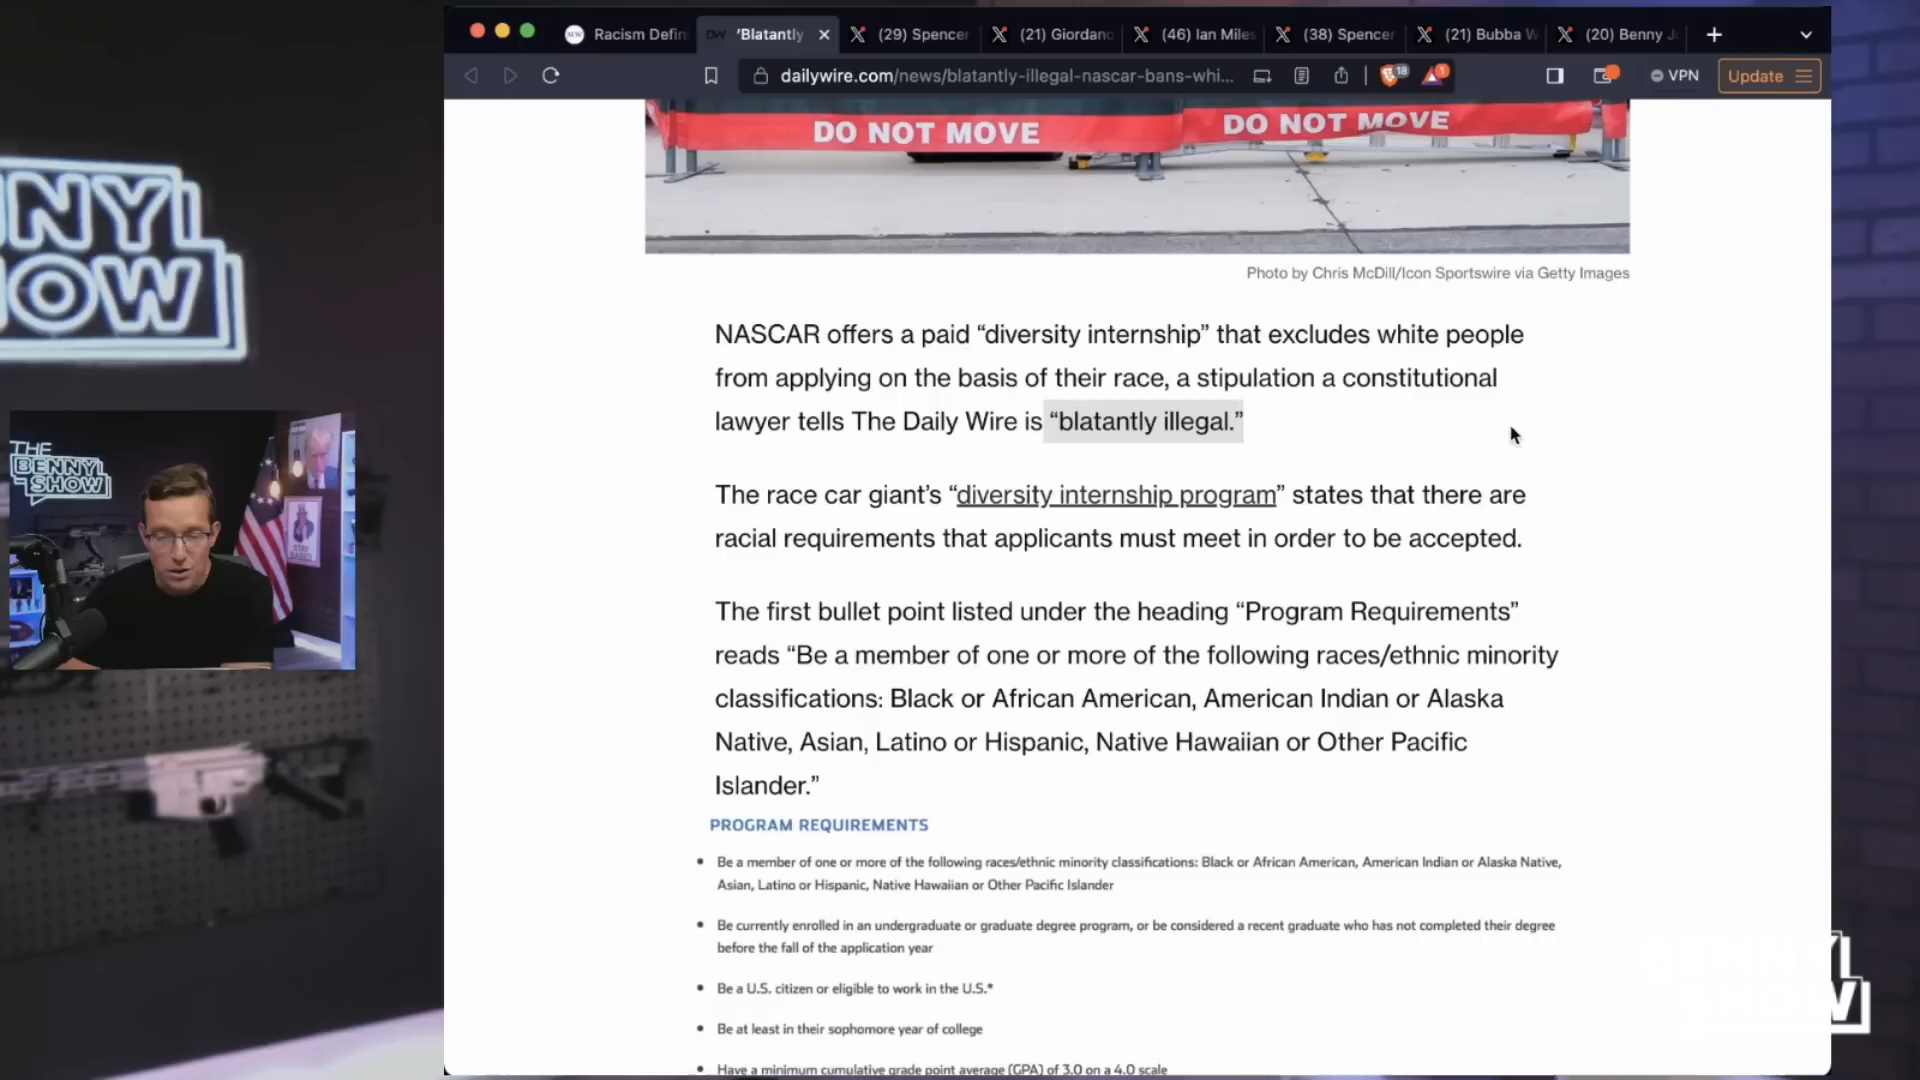 Racism Defin
'Blatantly
(29) Spencer
(21) Giordano
(46) Ian Miles
(38) Spencer
(21) Bubba W
(20) Benny J
dailywire.com/news/blatantly-illegal-nascar-bans-whi...
18
1
VPN
Update
DO NOT MOVE
DO NOT MOVE
Photo by Chris McDill/Icon Sportswire via Getty Images
NASCAR offers a paid “diversity internship” that excludes white people
from applying on the basis of their race, a stipulation a constitutional
lawyer tells The Daily Wire is “blatantly illegal.”
The race car giant’s “diversity internship program” states that there are
racial requirements that applicants must meet in order to be accepted.
The first bullet point listed under the heading “Program Requirements”
reads “Be a member of one or more of the following races/ethnic minority
classifications: Black or African American, American Indian or Alaska
Native, Asian, Latino or Hispanic, Native Hawaiian or Other Pacific
Islander.”
PROGRAM REQUIREMENTS
Be a member of one or more of the following races/ethnic minority classifications: Black or African American, American Indian or Alaska Native,
Asian, Latino or Hispanic, Native Hawaiian or Other Pacific Islander
Be currently enrolled in an undergraduate or graduate degree program, or be considered a recent graduate who has not completed their degree
before the fall of the application year
Be a U.S. citizen or eligible to work in the U.S.*
Be at least in their sophomore year of college
Have a minimum cumulative grade point average (GPA) of 3.0 on a 4.0 scale
NNY
SHOW
THE
BENNY
SHOW
STAY
BASED
BENNY
SHOW